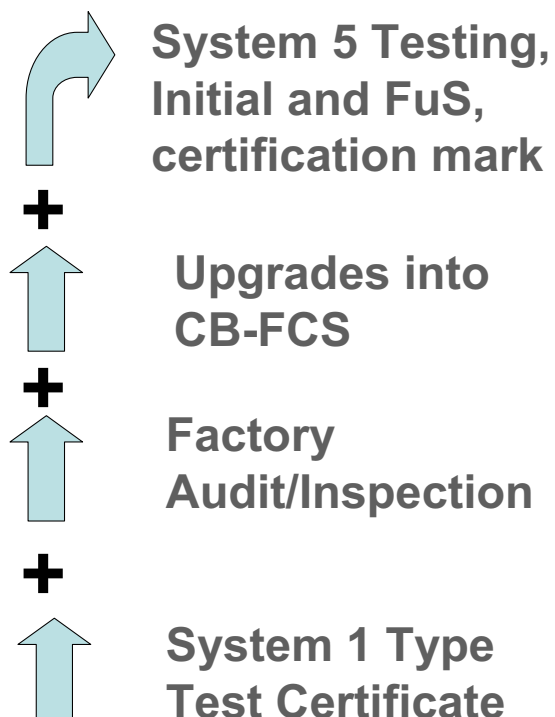 System 5 Testing,
Initial and FuS,
certification mark
+
Upgrades into
CB-FCS
+
Factory
Audit/Inspection
+
System 1 Type
Test Certificate